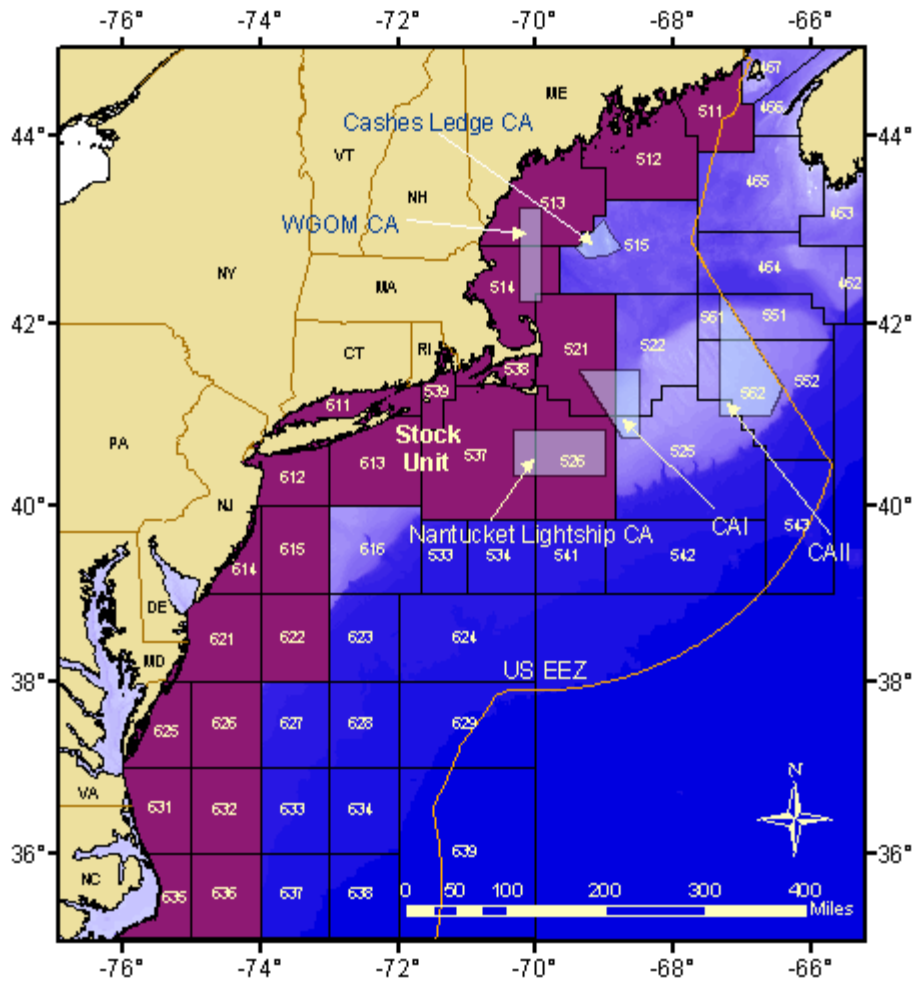 -76° -74° -72° -70° -68° -66°
467
ME
511
466
44° 44°
Cashes Ledge CA
VT
512
465
NH
513
463
WGOM CA
515
464
462
NY
MA
514
42° 42°
561 551
CT
RI
521
522
538
552
539
562
611
Stock
Unit
PA
613
537
526
525
612
NJ
40° 40°
Nantucket Lightship CA
CAI
543
615
616
533
534
541
542
CAII
614
DE
621
622
623
624
MD
US EEZ
38° 38°
625
626
627
628
629
N
VA
631
632
633
634
36° 36°
639
NC
635
636
637
638
0 50 100 200 300 400
Miles
-76° -74° -72° -70° -68° -66°